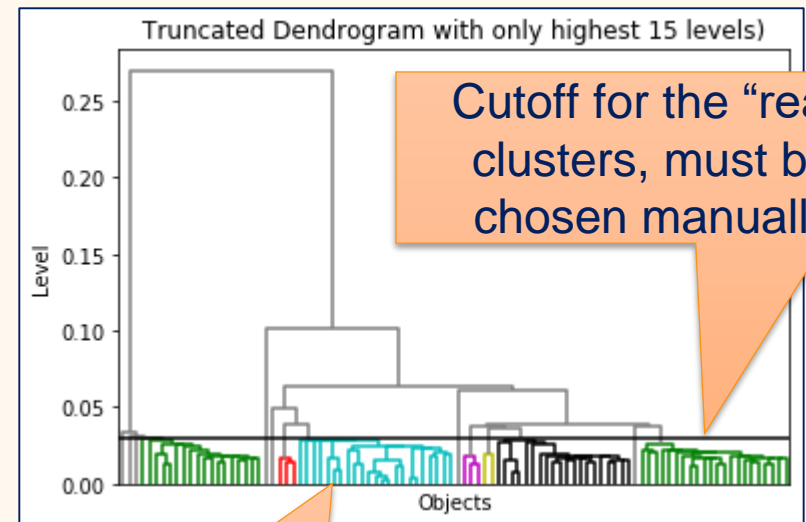 Truncated Dendrogram with only highest 15 levels)
Cutoff for the “rea
clusters, must b
chosen manuall
Level
0.25
0.20
0.15
0.10
0.05
0.00
Objects